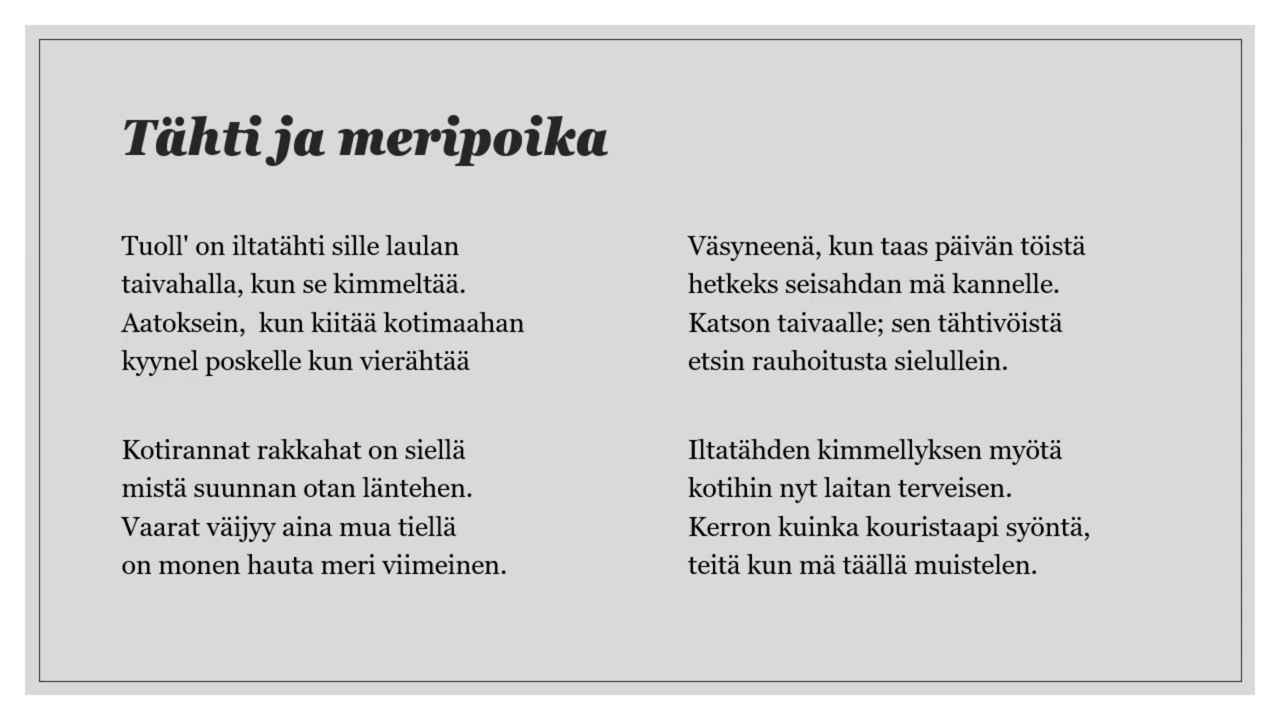 Tähti ja meripoika
Tuoll' on iltatähti sille laulan
taivahalla, kun se kimmeltää.
Aatoksein,  kun kiitää kotimaahan
kyynel poskelle kun vierähtää
Kotirannat rakkahat on siellä
mistä suunnan otan läntehen.
Vaarat väijyy aina mua tiellä
on monen hauta meri viimeinen.
Väsyneenä, kun taas päivän töistä
hetkeks seisahdan mä kannelle.
Katson taivaalle; sen tähtivöistä
etsin rauhoitusta sielullein.
Iltatähden kimmellyksen myötä
kotihin nyt laitan terveisen.
Kerron kuinka kouristaapi syöntä,
teitä kun mä täällä muistelen.